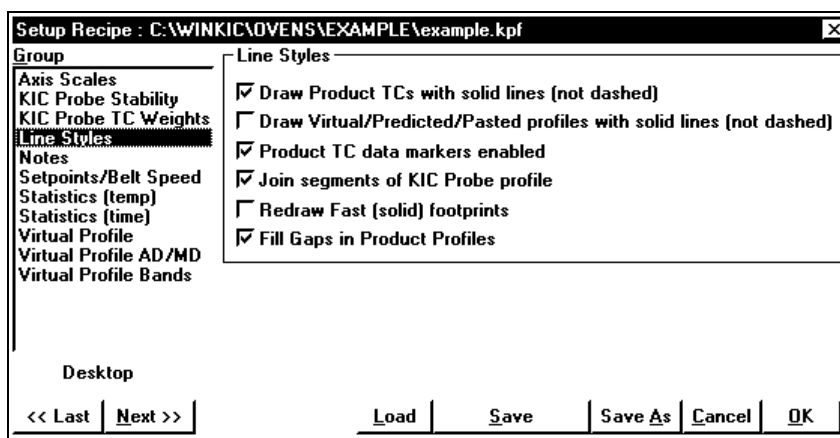 Setup Recipe : C:\WINKIC\OVENS\EXAMPLE\example.kpf
Group
Axis Scales
KIC Probe Stability
KIC Probe TC Weights
Line Styles
Notes
Setpoints/Belt Speed
Statistics (temp)
Statistics (time)
Virtual Profile
Virtual Profile AD/MD
Virtual Profile Bands
Desktop
Line Styles
Draw Product TCs with solid lines (not dashed)
Draw Virtual/Predicted/Pasted profiles with solid lines (not dashed)
Product TC data markers enabled
Join segments of KIC Probe profile
Redraw Fast (solid) footprints
Fill Gaps in Product Profiles
<< Last Next >> Load Save Save As Cancel OK